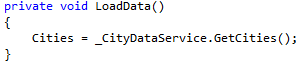 private void LoadData()
{
    Cities = _CityDataService.GetCities();
}